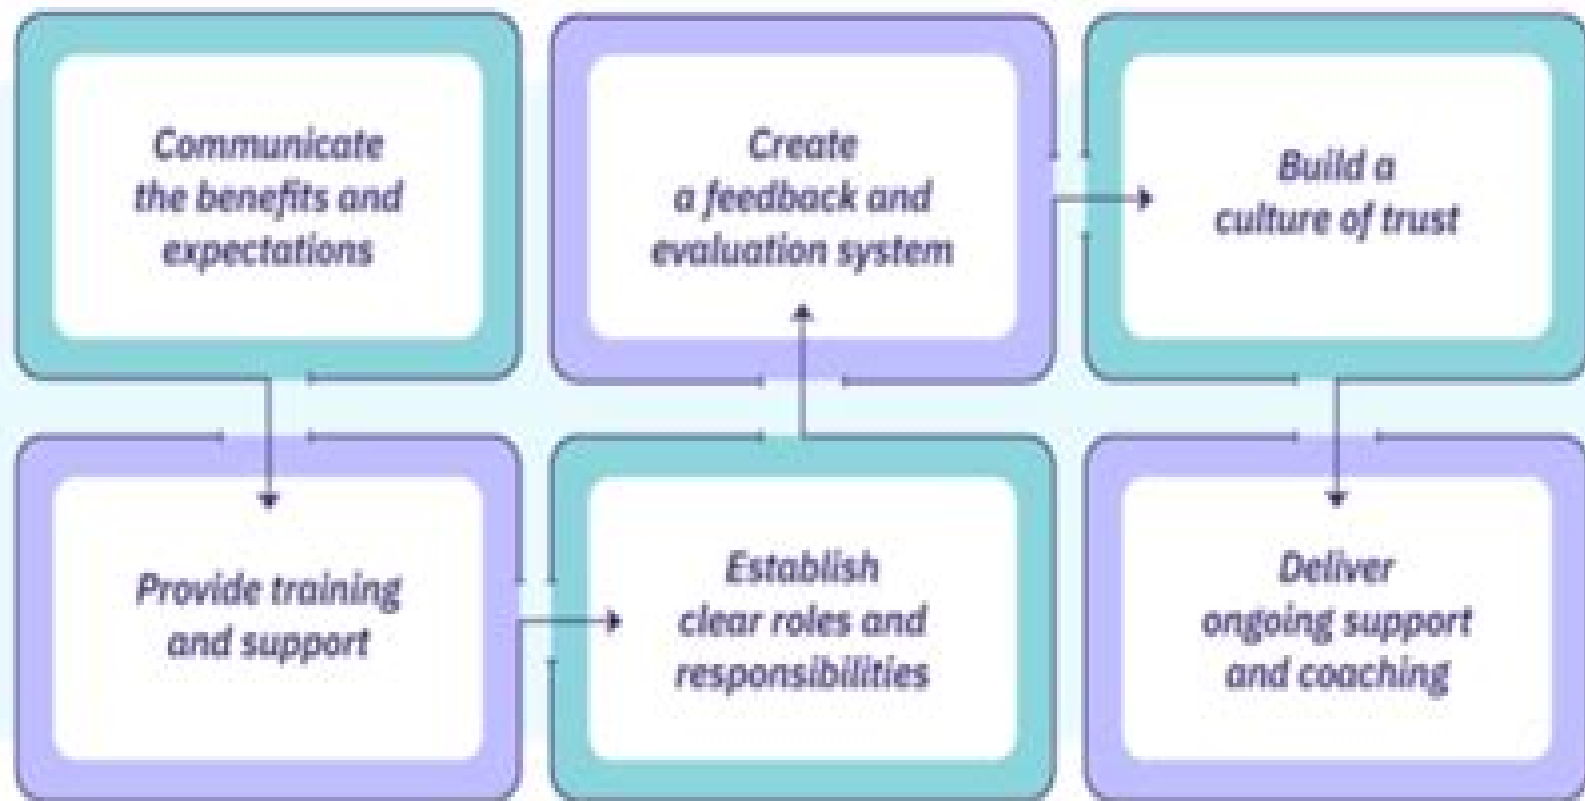 Communicate
the benefits and
expectations
Provide training
and support
Establish
clear roles and
responsibilities
Create
a feedback and
evaluation system
Build a
culture of trust
Deliver
ongoing support
and coaching